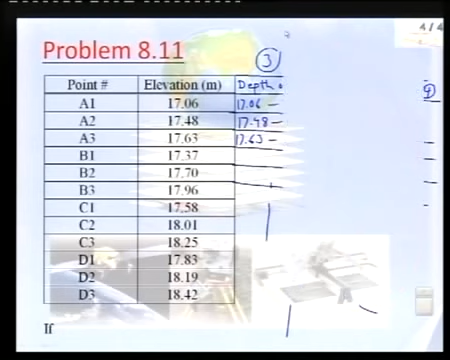 4/4
Problem 8.11
3
Point # Elevation (m) Depth
A1 17.06 17.06 —
A2 17.48 17.48 —
A3 17.63 17.63 —
B1 17.37
B2 17.70
B3 17.96
C1 17.58
C2 18.01
C3 18.25
D1 17.83
D2 18.19
D3 18.42
If